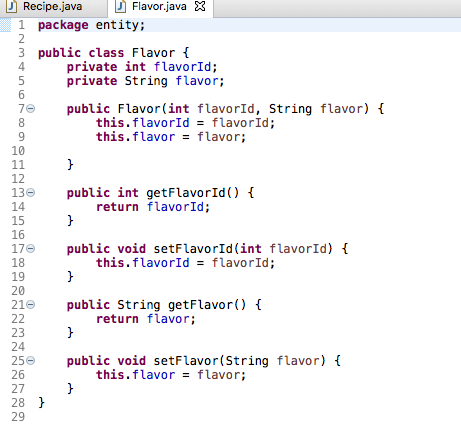 Recipe.java Flavor.java
1 package entity;
2
3 public class Flavor {
4     private int flavorId;
5     private String flavor;
6
7     public Flavor(int flavorId, String flavor) {
8         this.flavorId = flavorId;
9         this.flavor = flavor;
10
11     }
12
13     public int getFlavorId() {
14         return flavorId;
15     }
16
17     public void setFlavorId(int flavorId) {
18         this.flavorId = flavorId;
19     }
20
21     public String getFlavor() {
22         return flavor;
23     }
24
25     public void setFlavor(String flavor) {
26         this.flavor = flavor;
27     }
28 }
29